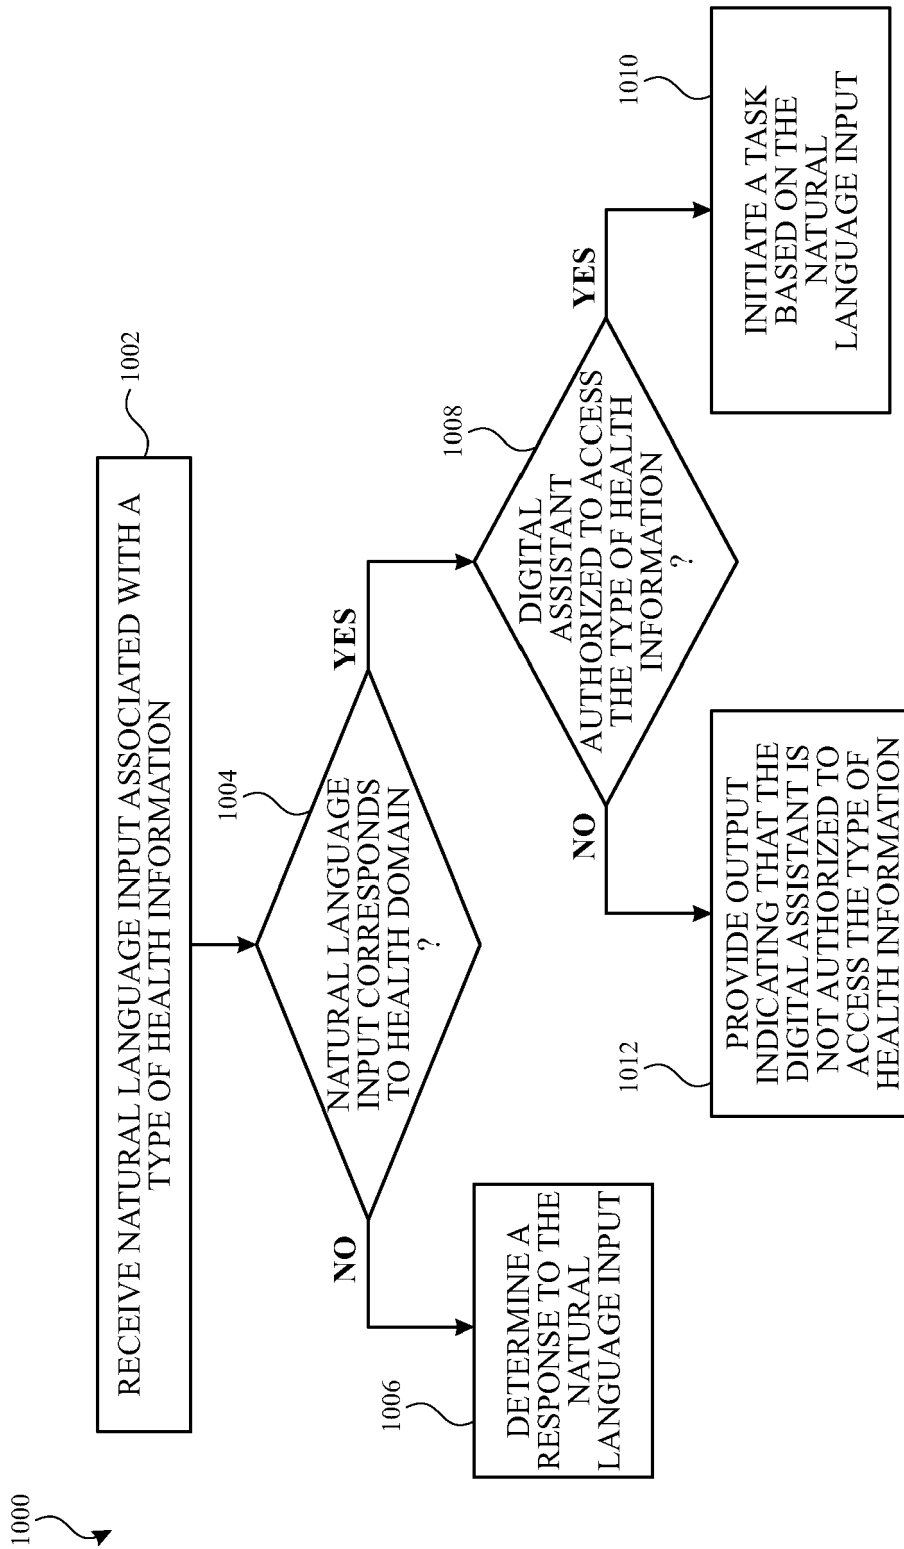 1000
RECEIVE NATURAL LANGUAGE INPUT ASSOCIATED WITH A
TYPE OF HEALTH INFORMATION
1002
NATURAL LANGUAGE
INPUT CORRESPONDS
TO HEALTH DOMAIN
?
1004
NO
YES
DETERMINE A
RESPONSE TO THE
NATURAL
LANGUAGE INPUT
1006
DIGITAL
ASSISTANT
AUTHORIZED TO ACCESS
THE TYPE OF HEALTH
INFORMATION
?
1008
NO
YES
PROVIDE OUTPUT
INDICATING THAT THE
DIGITAL ASSISTANT IS
NOT AUTHORIZED TO
ACCESS THE TYPE OF
HEALTH INFORMATION
1012
INITIATE A TASK
BASED ON THE
NATURAL
LANGUAGE INPUT
1010